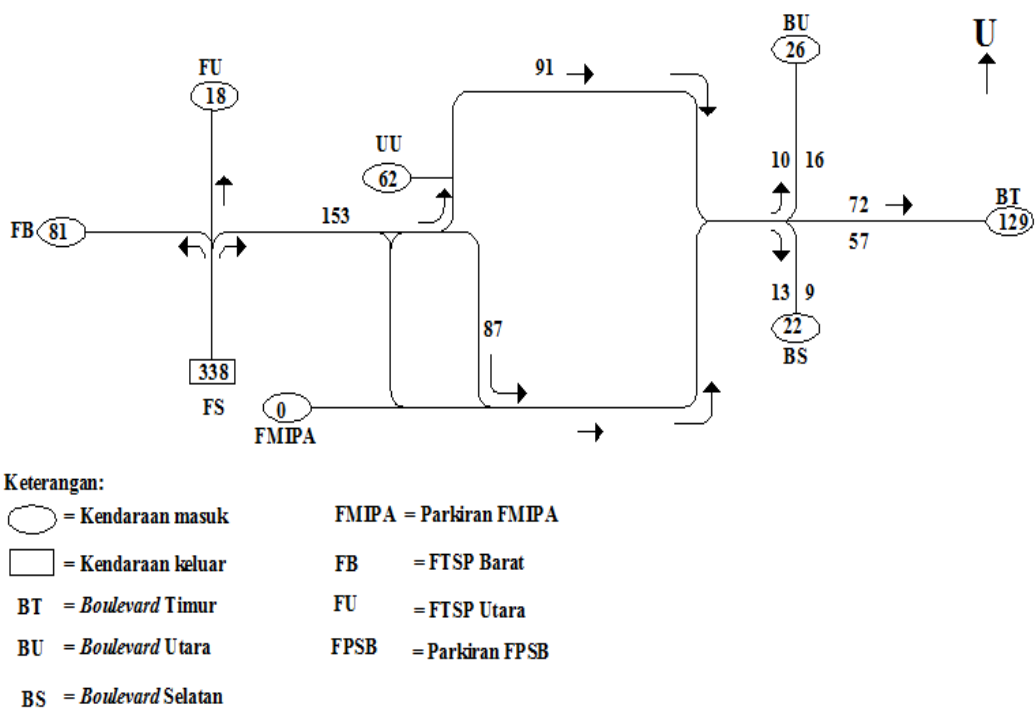 BU
26
U
91
FU
18
UU
62
10 16
BT
129
72
57
153
FB 81
13 9
22
BS
87
338
FS
0
FMIPA
Keterangan:
= Kendaraan masuk
FMIPA = Parkiran FMIPA
= Kendaraan keluar
FB = FTSP Barat
BT = Boulevard Timur
FU = FTSP Utara
BU = Boulevard Utara
FPSB = Parkiran FPSB
BS = Boulevard Selatan